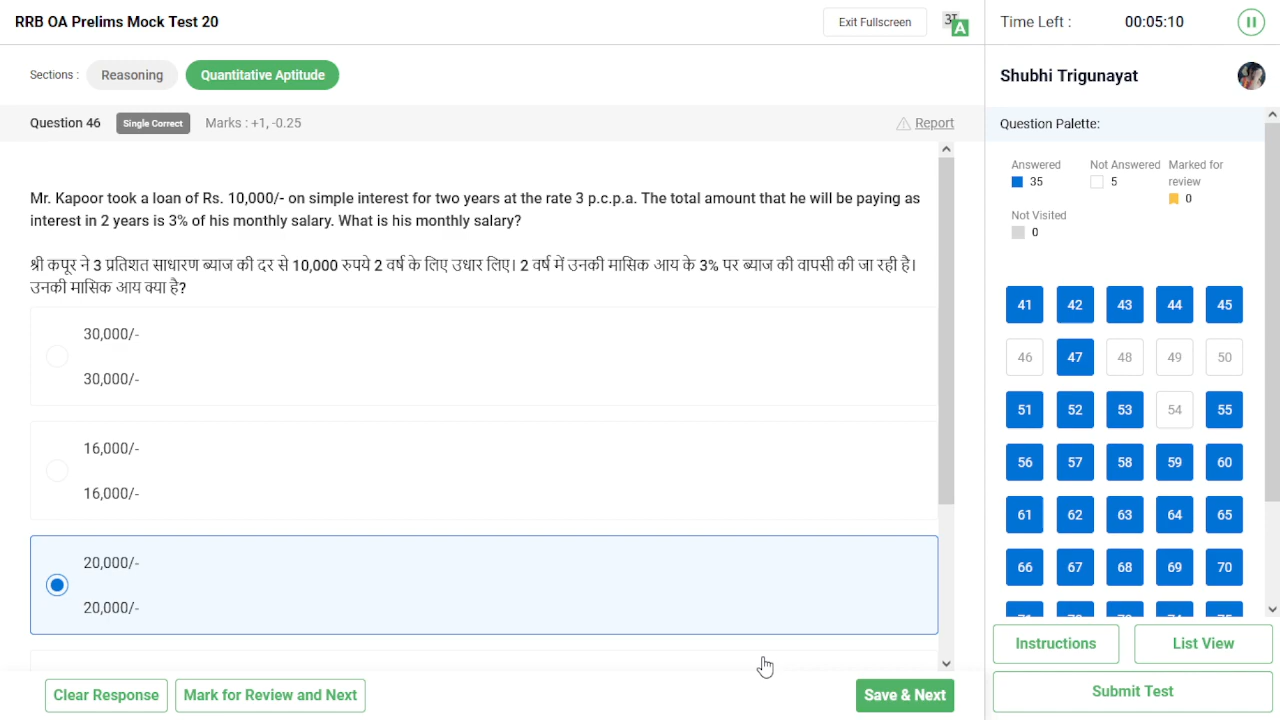 RRB OA Prelims Mock Test 20
Exit Fullscreen
A
Time Left : 00:05:10
Sections : Reasoning Quantitative Aptitude
Shubhi Trigunayat
Question 46 Single Correct Marks : +1, -0.25 Report
Question Palette:
Answered Not Answered Marked for review
35 5 0
Not Visited
0
Mr. Kapoor took a loan of Rs. 10,000/- on simple interest for two years at the rate 3 p.c.p.a. The total amount that he will be paying as
interest in 2 years is 3% of his monthly salary. What is his monthly salary?
श्री कपूर ने 3 प्रतिशत साधारण ब्याज की दर से 10,000 रुपये 2 वर्ष के लिए उधार लिए। 2 वर्ष में उनकी मासिक आय के 3% पर ब्याज की वापसी की जा रही है।
उनकी मासिक आय क्या है?
30,000/-
30,000/-
16,000/-
16,000/-
20,000/-
20,000/-
41 42 43 44 45
46 47 48 49 50
51 52 53 54 55
56 57 58 59 60
61 62 63 64 65
66 67 68 69 70
Instructions List View
Clear Response Mark for Review and Next Save & Next
Submit Test